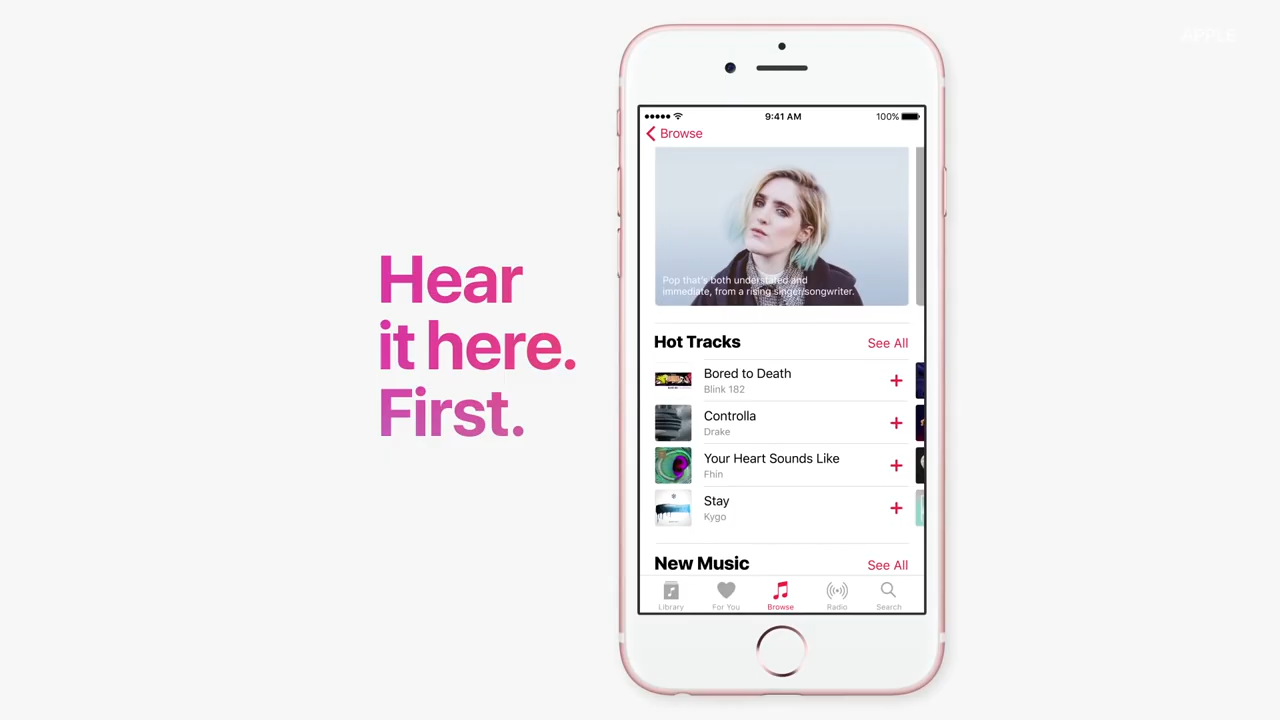 APPLE
Hear
it here.
First.
9:41 AM
100%
Browse
Pop that's both understated and
immediate, from a rising singer/songwriter.
Hot Tracks
See All
Bored to Death
Blink 182
Controlla
Drake
Your Heart Sounds Like
Fhin
Stay
Kygo
New Music
See All
Library
For You
Browse
Radio
Search